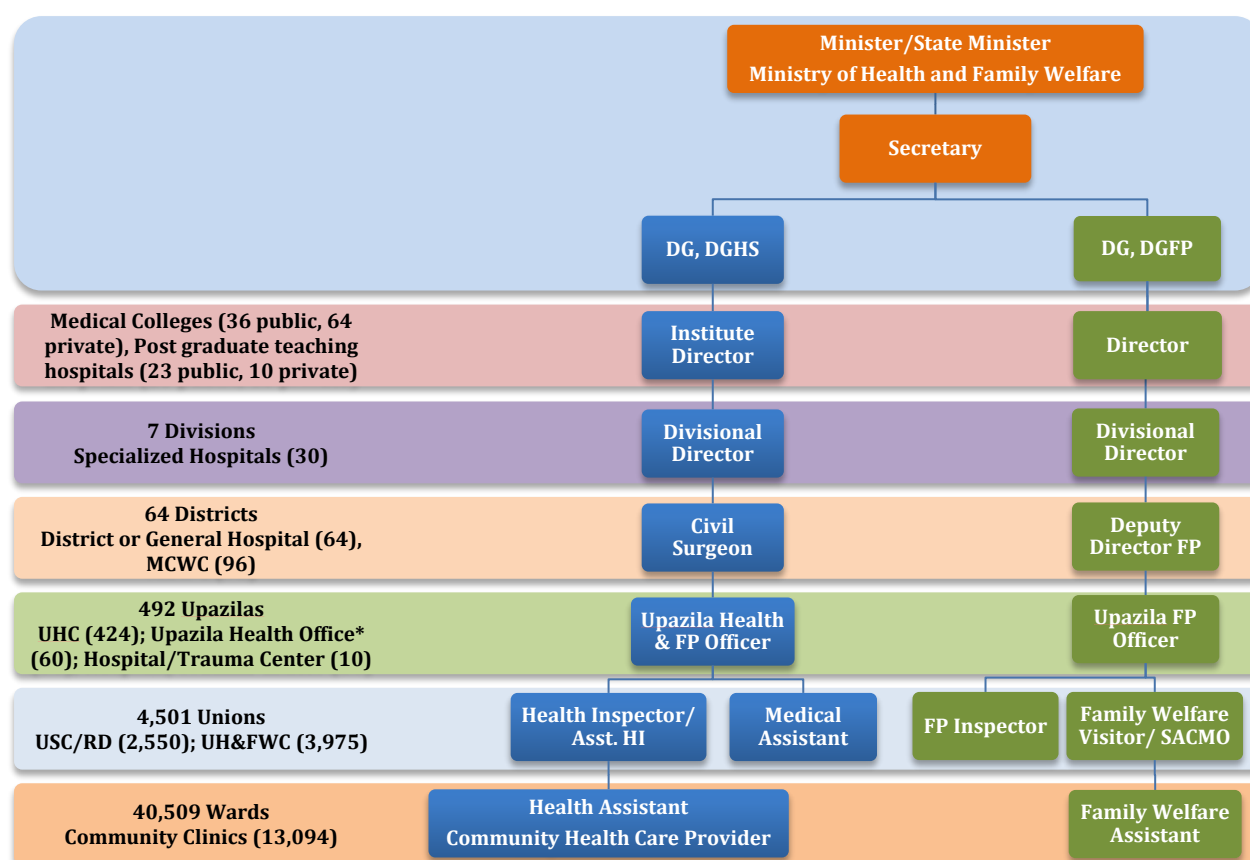 Minister/State Minister
Ministry of Health and Family Welfare
Secretary
DG, DGHS
DG, DGFP
Medical Colleges (36 public, 64
private), Post graduate teaching
hospitals (23 public, 10 private)
Institute
Director
Director
7 Divisions
Specialized Hospitals (30)
Divisional
Director
Divisional
Director
64 Districts
District or General Hospital (64),
MCWC (96)
Civil
Surgeon
Deputy
Director FP
492 Upazilas
UHC (424); Upazila Health Office*
(60); Hospital/Trauma Center (10)
Upazila Health
& FP Officer
Upazila FP
Officer
4,501 Unions
USC/RD (2,550); UH&FWC (3,975)
Health Inspector/
Asst. HI
Medical
Assistant
FP Inspector
Family Welfare
Visitor/ SACMO
40,509 Wards
Community Clinics (13,094)
Health Assistant
Community Health Care Provider
Family Welfare
Assistant